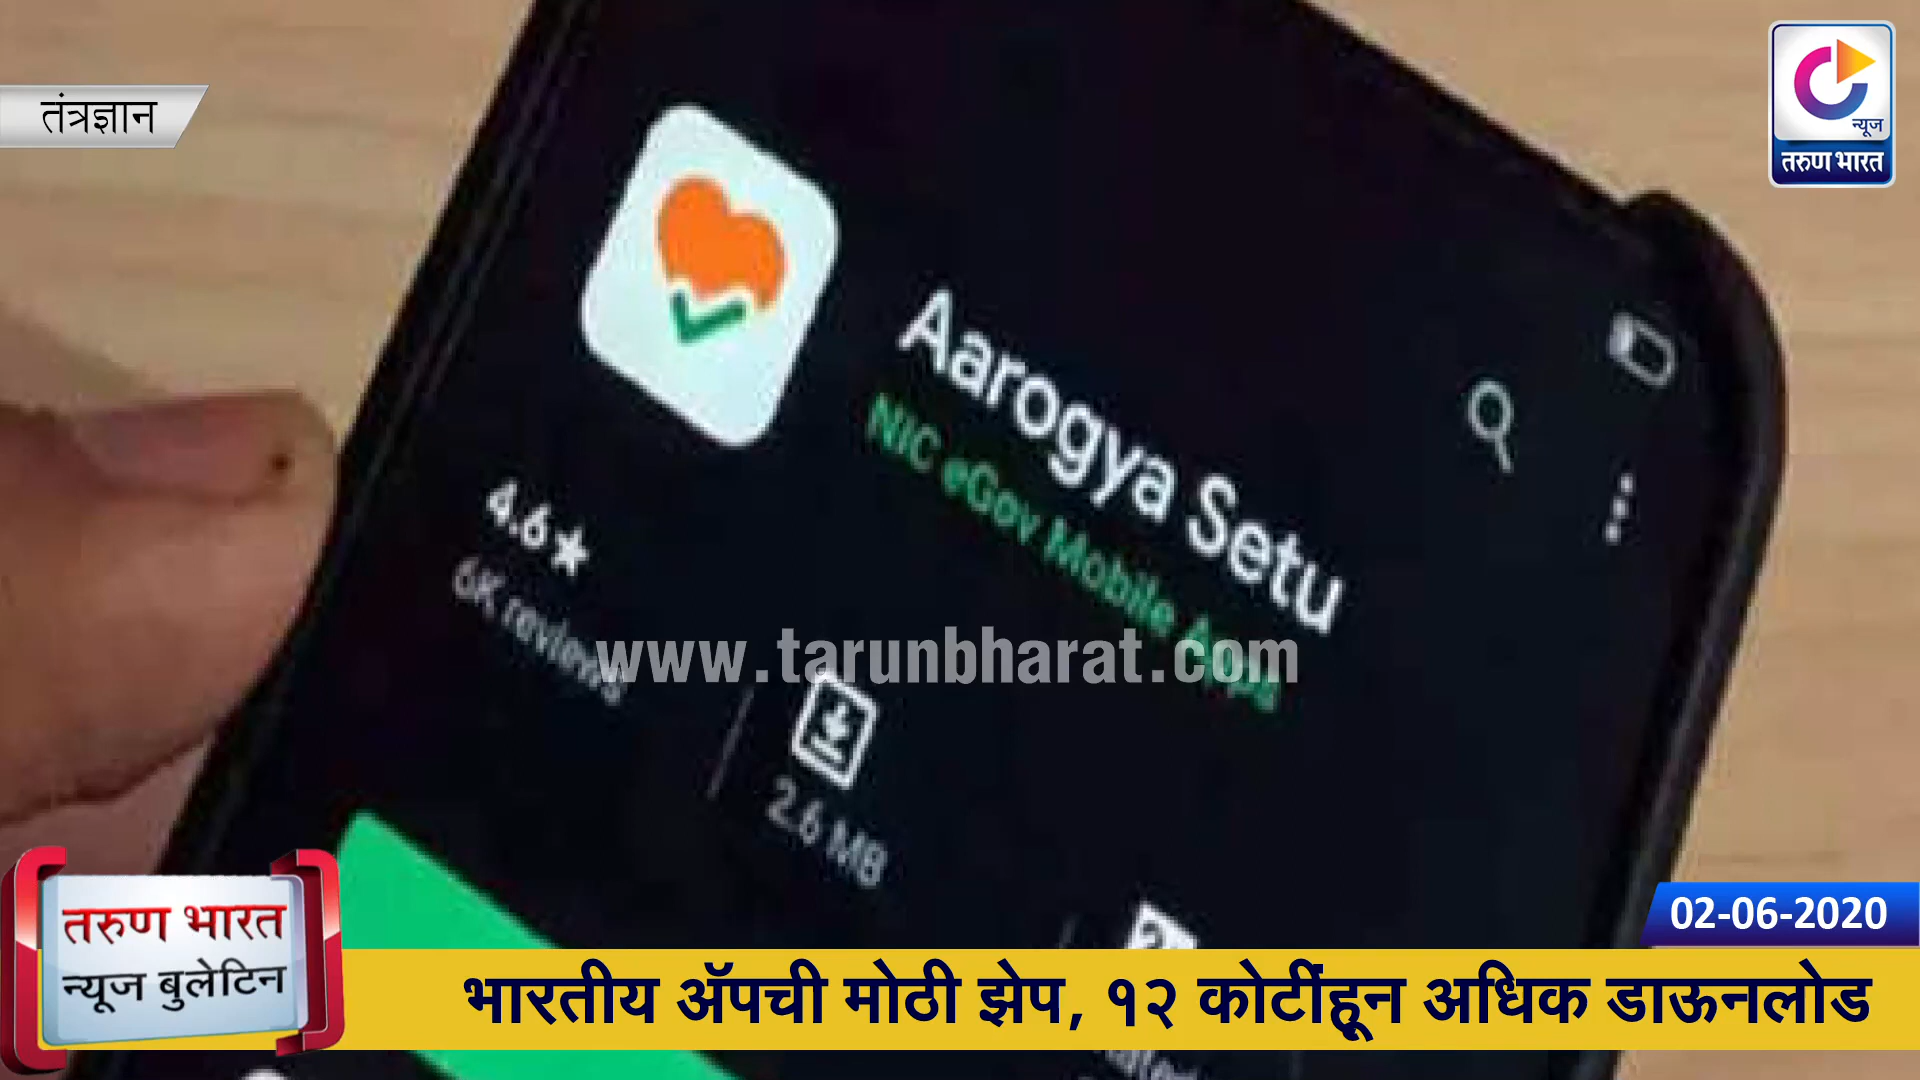 तंत्रज्ञान
न्यूज
तरुण भारत
Aarogya Setu
NIC eGov Mobile Apps
4.6★
6K reviews
www.tarunbharat.com
2.6 MB
02-06-2020
तरुण भारत
न्यूज बुलेटिन
भारतीय ॲपची मोठी झेप, १२ कोटींहून अधिक डाऊनलोड